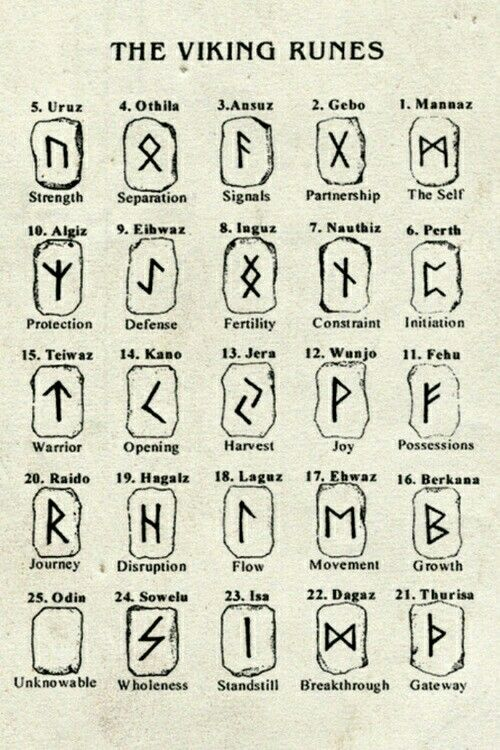 THE VIKING RUNES
5. Uruz 4. Othila 3.Ansuz 2. Gebo 1. Mannaz
ᚢ ᛟ ᚨ ᚷ ᛗ
Strength Separation Signals Partnership The Self
10. Algiz 9. Eihwaz 8. Inguz 7. Nauthiz 6. Perth
ᛉ ᛇ ᛝ ᚾ ᛈ
Protection Defense Fertility Constraint Initiation
15. Teiwaz 14. Kano 13. Jera 12. Wunjo 11. Fehu
ᛏ ᚲ ᛃ ᚹ ᚠ
Warrior Opening Harvest Joy Possessions
20. Raido 19. Hagalz 18. Laguz 17. Ehwaz 16. Berkana
ᚱ ᚺ ᛚ ᛖ ᛒ
Journey Disruption Flow Movement Growth
25. Odin 24. Sowelu 23. Isa 22. Dagaz 21. Thurisa
ᛊ ᛁ ᛞ ᚦ
Unknowable Wholeness Standstill Breakthrough Gateway